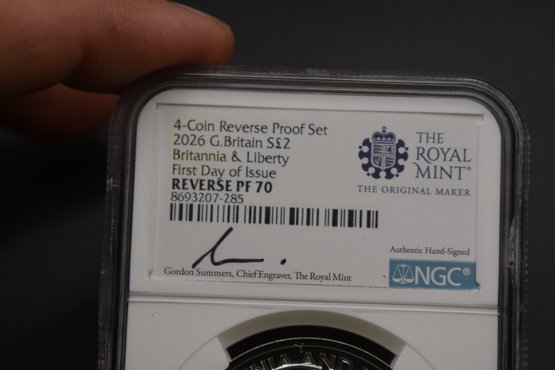 4-Coin Reverse Proof Set
2026 G.Britain S£2
Britannia & Liberty
First Day of Issue
REVERSE PF 70
8693207-285
THE
ROYAL
MINT®
THE ORIGINAL MAKER
Authentic Hand-Signed
NGC®
Gordon Summers, Chief Engraver, The Royal Mint
AND